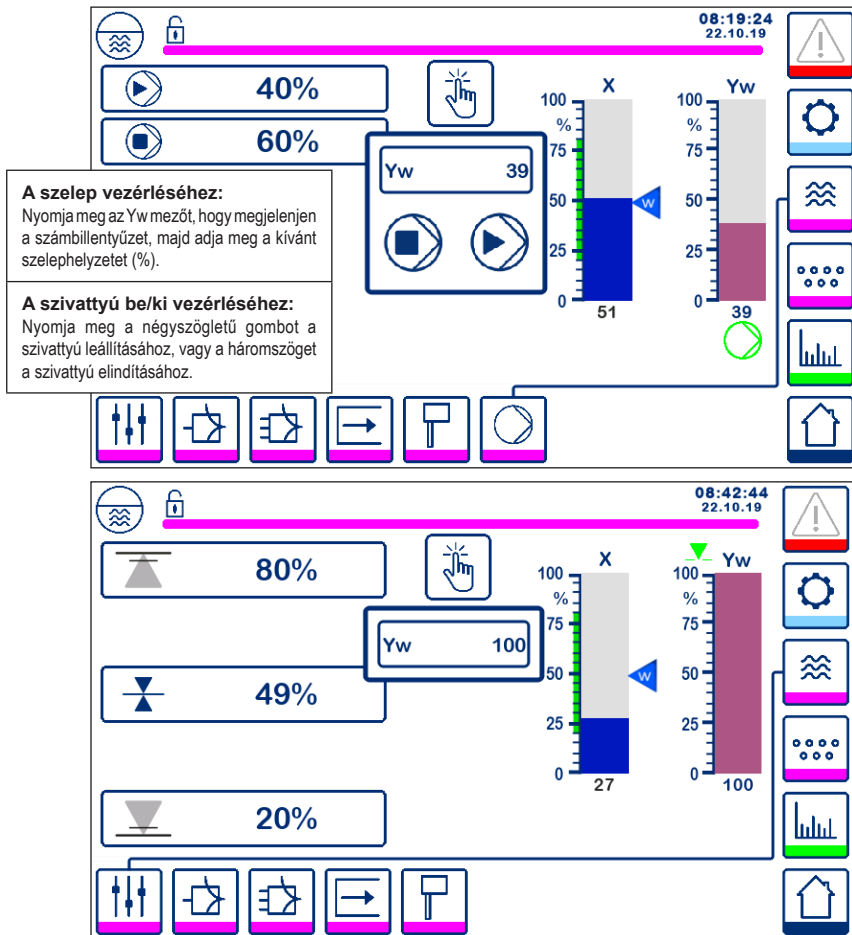 08:19:24
22.10.19
40%
60%
Yw 39
X
100
%
75
50
25
0
51
W
Yw
100
%
75
50
25
0
39
A szelep vezérléséhez:
Nyomja meg az Yw mezőt, hogy megjelenjen
a számbillentyűzet, majd adja meg a kívánt
szelephelyzetet (%).
A szivattyú be/ki vezérléséhez:
Nyomja meg a négyszögletű gombot a
szivattyú leállításához, vagy a háromszöget
a szivattyú elindításához.
08:42:44
22.10.19
80%
49%
20%
Yw 100
X
100
%
75
50
25
0
27
W
Yw
100
%
75
50
25
0
100